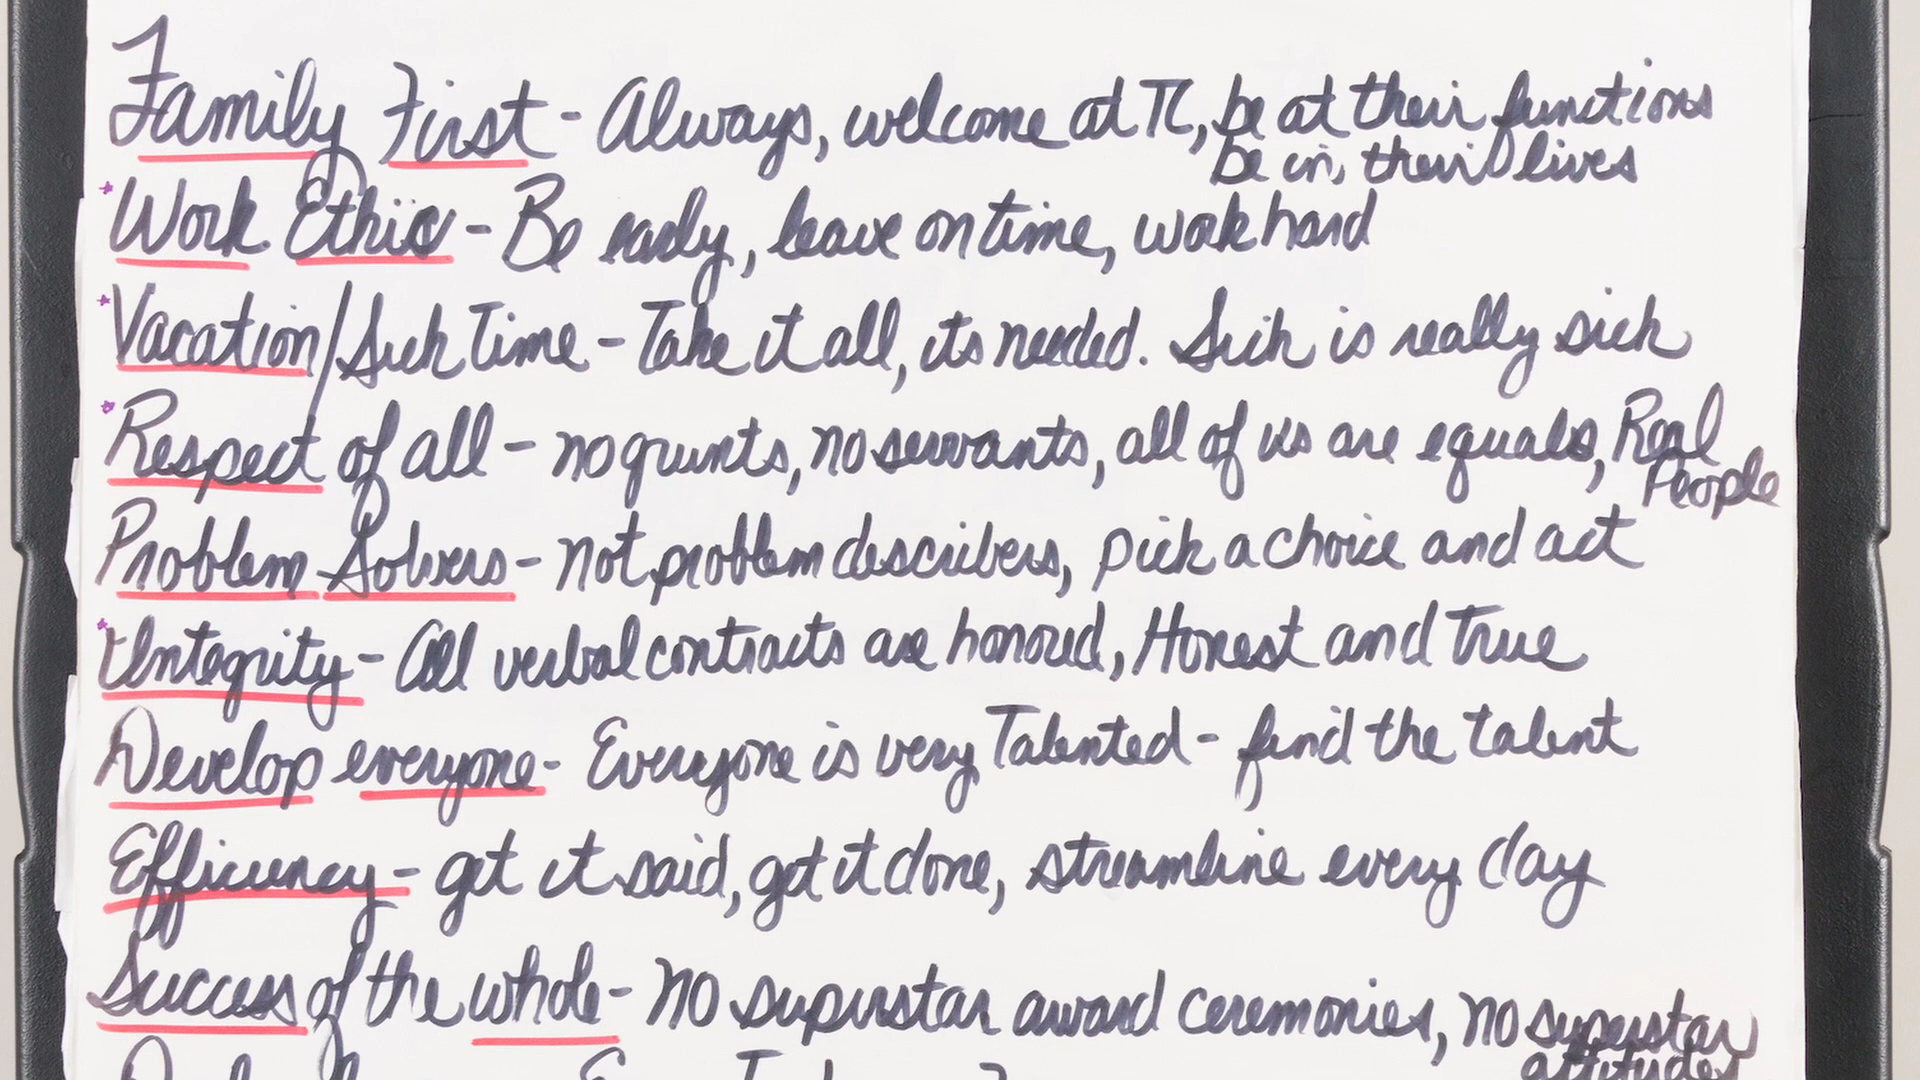 Family First - Always, welcome at TC, be at their functions
be in their lives
Work Ethic - Be early, leave on time, work hard
Vacation/Sick Time - Take it all, its needed. Sick is really sick
Respect of all - no grunts, no servants, all of us are equals, Real
People
Problem Solvers - not problem describers, pick a choice and act
Integrity - All verbal contracts are honored, Honest and True
Develop everyone - Everyone is very Talented - find the talent
Efficiency - get it said, get it done, streamline every day
Success of the whole - NO superstar award ceremonies, NO superstar
attitudes